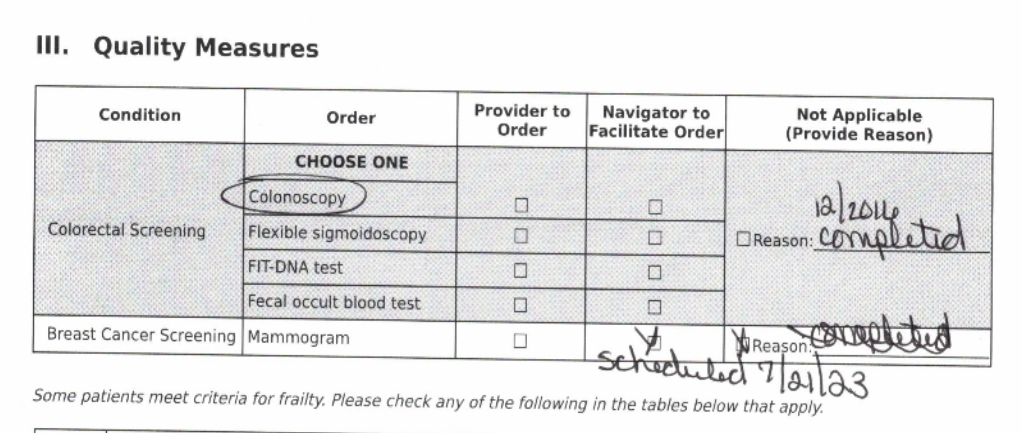 III. Quality Measures
Condition Order Provider to Order Navigator to Facilitate Order Not Applicable (Provide Reason)
CHOOSE ONE
Colonoscopy
Colorectal Screening
Flexible sigmoidoscopy
FIT-DNA test
Fecal occult blood test
12/2016
Reason: completed
Breast Cancer Screening Mammogram Reason: completed
scheduled 7/21/23
Some patients meet criteria for frailty. Please check any of the following in the tables below that apply.